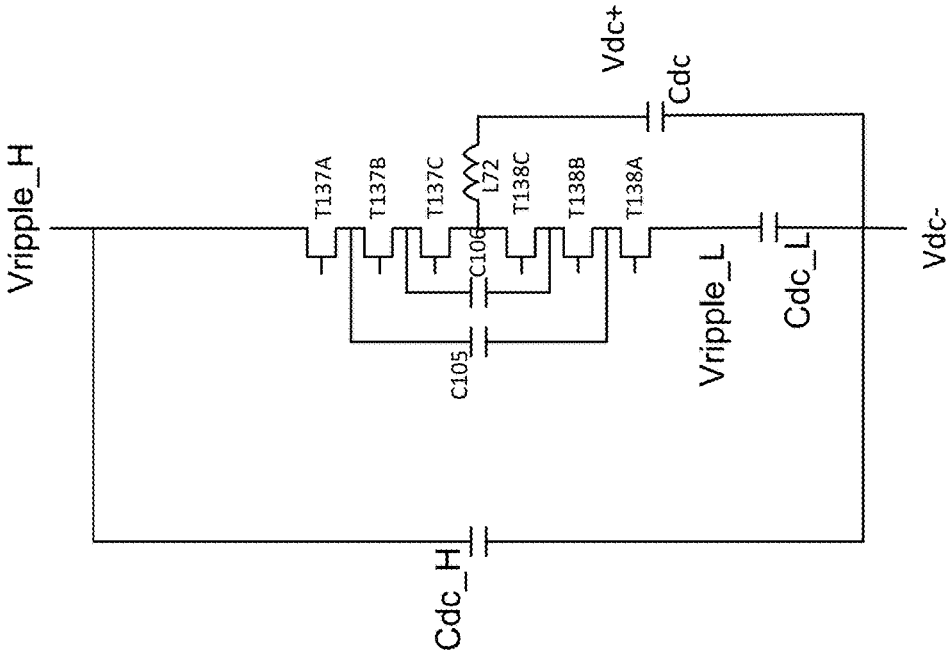 Vripple_H
Vdc+
Cdc
T137A
T137B
T137C
L72
T138C
T138B
T138A
C106
C105
Vripple_L
Cdc_L
Vdc-
Cdc_H